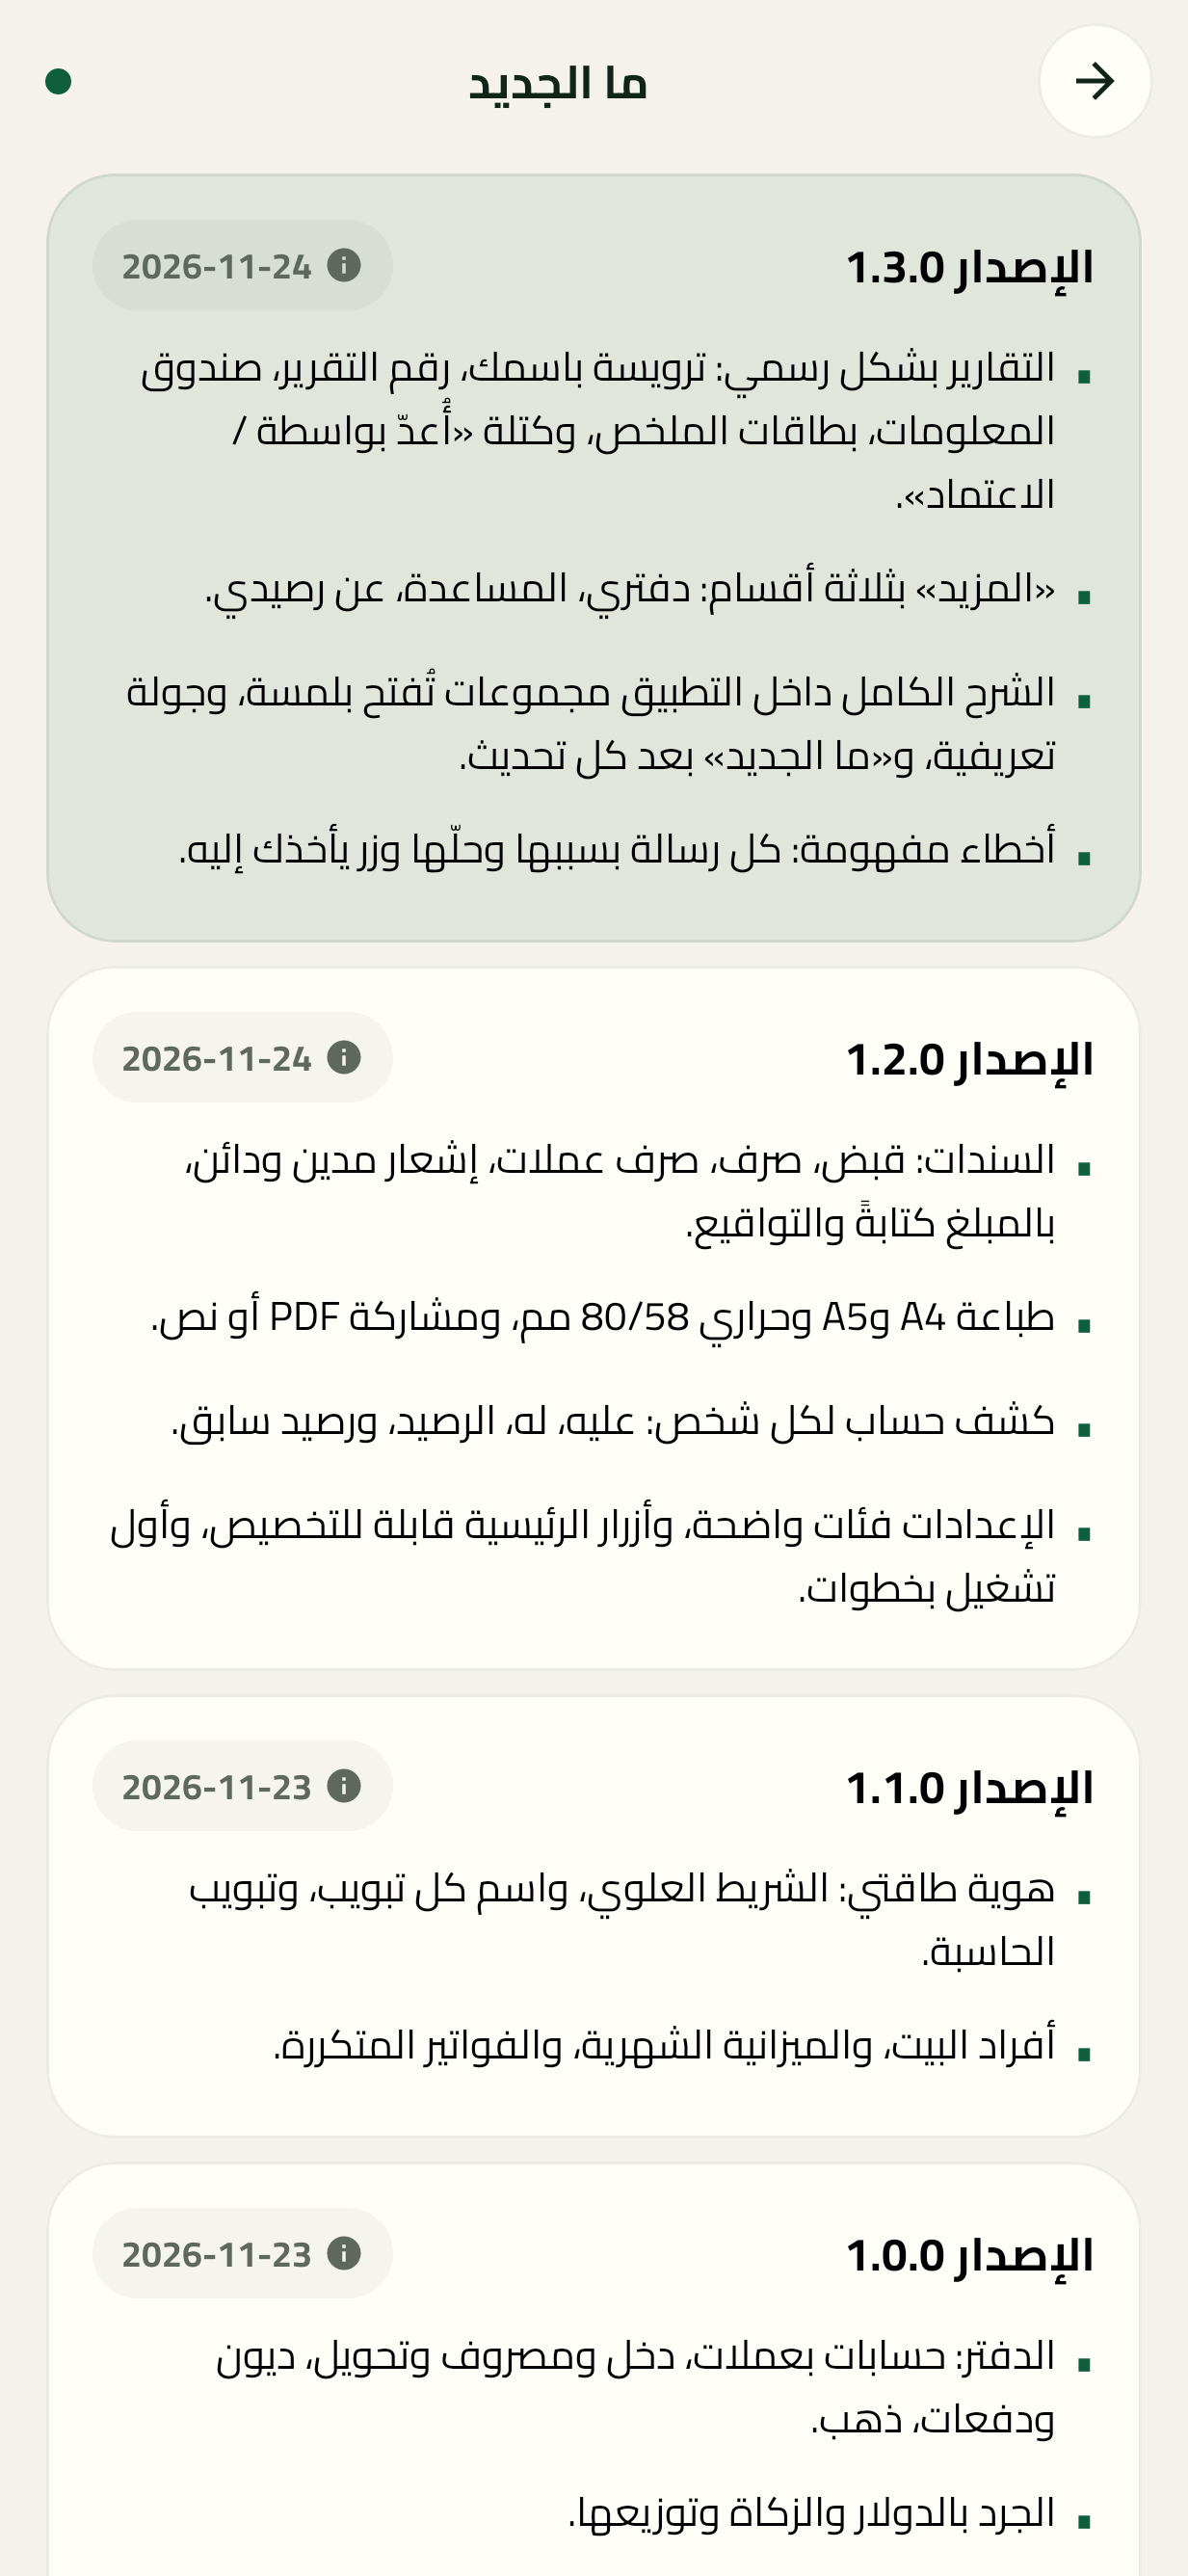 ما الجديد
الإصدار 1.3.0
2026-11-24
التقارير بشكل رسمي: ترويسة باسمك، رقم التقرير، صندوق
المعلومات، بطاقات الملخص، وكتلة «أُعدّ بواسطة /
الاعتماد».
«المزيد» بثلاثة أقسام: دفتري، المساعدة، عن رصيدي.
الشرح الكامل داخل التطبيق مجموعات تُفتح بلمسة، وجولة
تعريفية، و«ما الجديد» بعد كل تحديث.
أخطاء مفهومة: كل رسالة بسببها وحلّها وزر يأخذك إليه.
الإصدار 1.2.0
2026-11-24
السندات: قبض، صرف، صرف عملات، إشعار مدين ودائن،
بالمبلغ كتابةً والتواقيع.
طباعة A4 وA5 وحراري 80/58 مم، ومشاركة PDF أو نص.
كشف حساب لكل شخص: عليه، له، الرصيد، ورصيد سابق.
الإعدادات فئات واضحة، وأزرار الرئيسية قابلة للتخصيص، وأول
تشغيل بخطوات.
الإصدار 1.1.0
2026-11-23
هوية طاقتي: الشريط العلوي، واسم كل تبويب، وتبويب
الحاسبة.
أفراد البيت، والميزانية الشهرية، والفواتير المتكررة.
الإصدار 1.0.0
2026-11-23
الدفتر: حسابات بعملات، دخل ومصروف وتحويل، ديون
ودفعات، ذهب.
الجرد بالدولار والزكاة وتوزيعها.